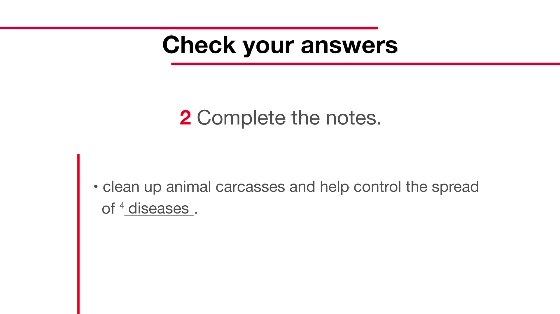 Check your answers
2 Complete the notes.
• clean up animal carcasses and help control the spread
of ⁴ diseases .